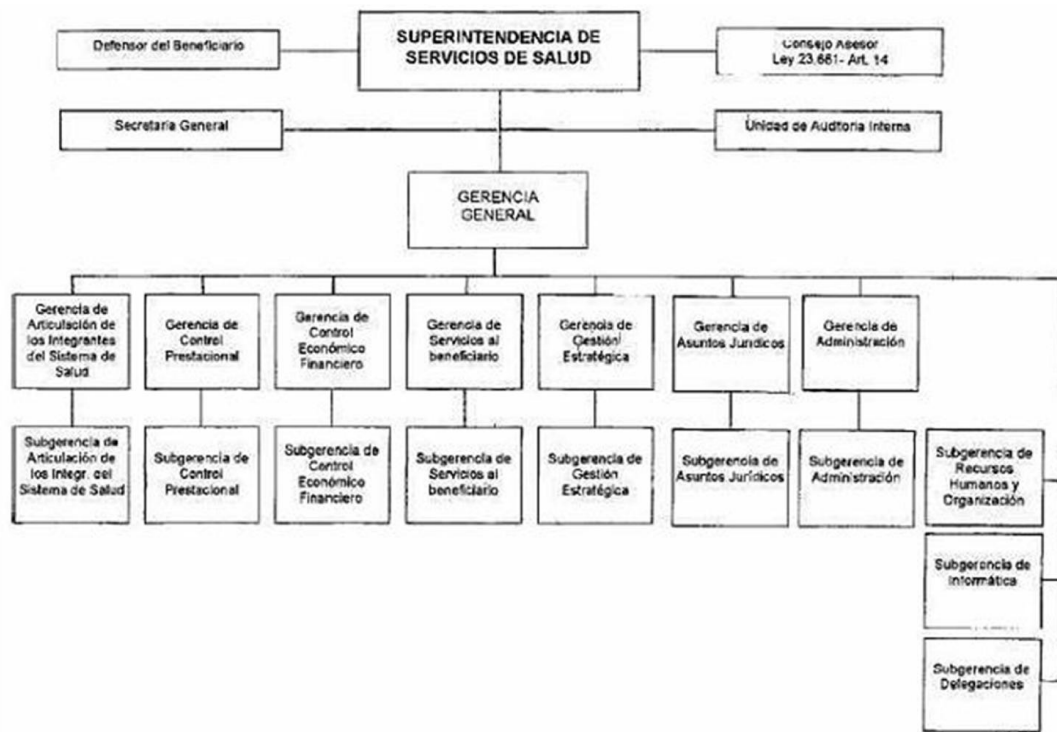 SUPERINTENDENCIA DE
SERVICIOS DE SALUD
Defensor del Beneficiario
Consejo Asesor
Ley 23.661- Art. 14
Secretaría General
Unidad de Auditoría Interna
GERENCIA
GENERAL
Gerencia de
Articulación de
los Integrantes
del Sistema de
Salud
Gerencia de
Control
Prestacional
Gerencia de
Control
Económico
Financiero
Gerencia de
Servicios al
beneficiario
Gerencia de
Gestión
Estratégica
Gerencia de
Asuntos Jurídicos
Gerencia de
Administración
Subgerencia de
Articulación de
los Integr. del
Sistema de Salud
Subgerencia de
Control
Prestacional
Subgerencia de
Control
Económico
Financiero
Subgerencia de
Servicios al
beneficiario
Subgerencia de
Gestión
Estratégica
Subgerencia de
Asuntos Jurídicos
Subgerencia de
Administración
Subgerencia de
Recursos
Humanos y
Organización
Subgerencia de
Informática
Subgerencia de
Delegaciones